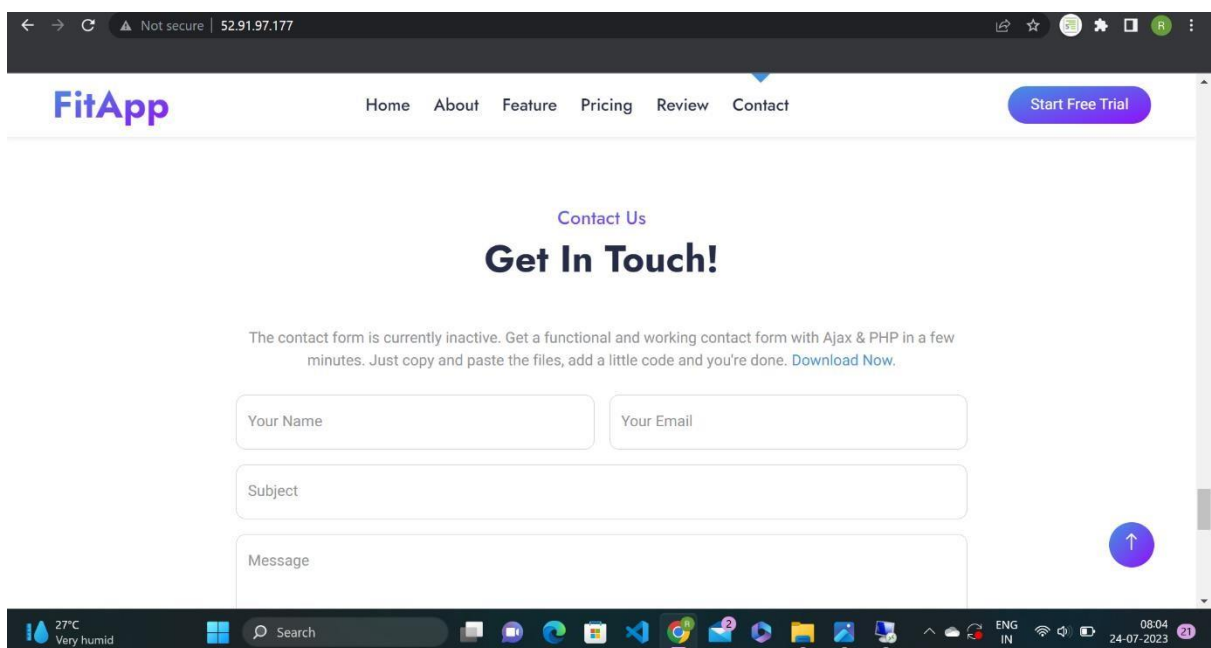 Not secure | 52.91.97.177
R
FitApp
Home About Feature Pricing Review Contact
Start Free Trial
Contact Us
Get In Touch!
The contact form is currently inactive. Get a functional and working contact form with Ajax & PHP in a few
minutes. Just copy and paste the files, add a little code and you're done. Download Now.
Your Name
Your Email
Subject
Message
27°C
Very humid
Search
R
2
ENG
IN
08:04
24-07-2023
21